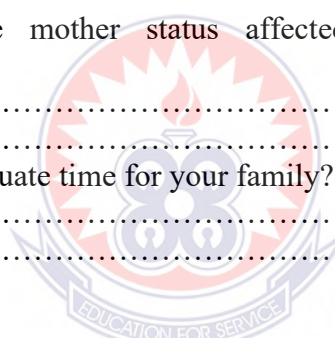 mother status affected
………………………………
………………………………
uate time for your family?
………………………………
………………………………
EDUCATION FOR SERVICE